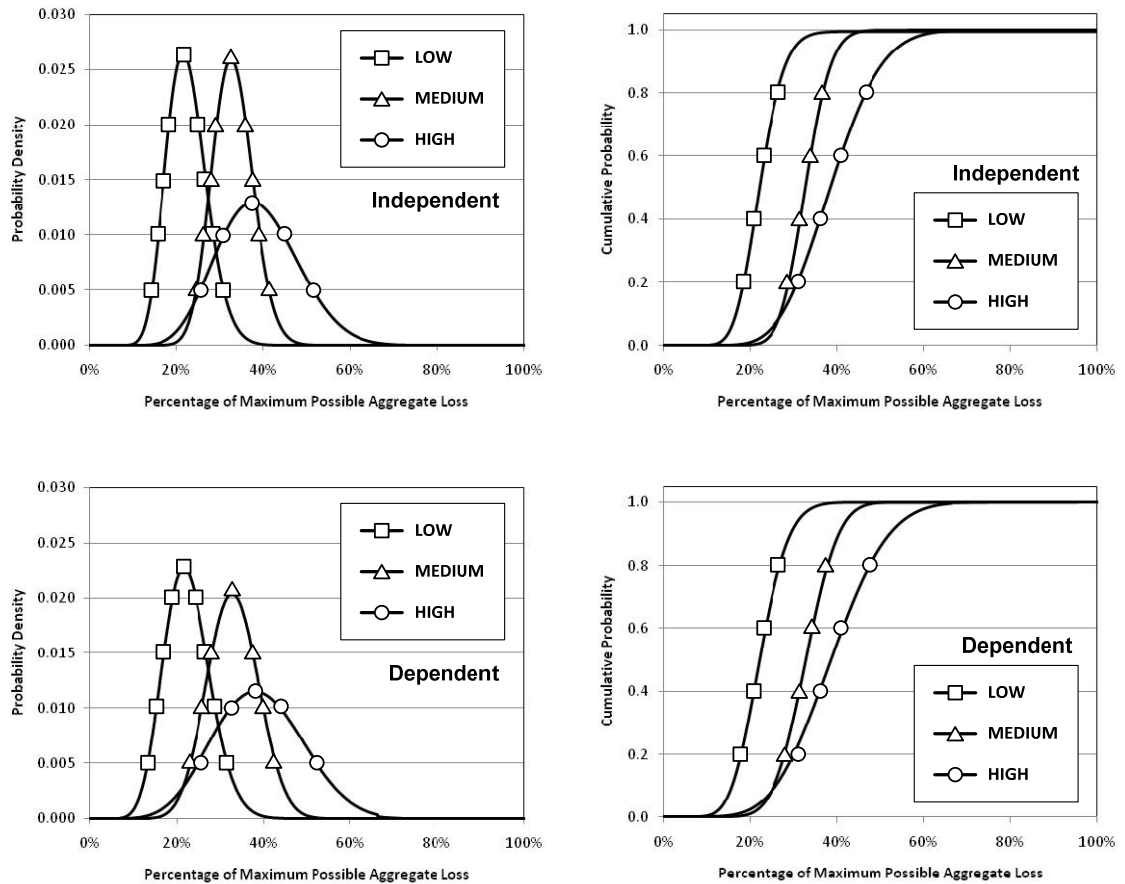 0.030
0.025
0.020
0.015
0.010
0.005
0.000
Probability Density
LOW
MEDIUM
HIGH
Independent
0% 20% 40% 60% 80% 100%
Percentage of Maximum Possible Aggregate Loss
1.0
0.8
0.6
0.4
0.2
0.0
Cumulative Probability
Independent
LOW
MEDIUM
HIGH
0% 20% 40% 60% 80% 100%
Percentage of Maximum Possible Aggregate Loss
0.030
0.025
0.020
0.015
0.010
0.005
0.000
Probability Density
LOW
MEDIUM
HIGH
Dependent
0% 20% 40% 60% 80% 100%
Percentage of Maximum Possible Aggregate Loss
1.0
0.8
0.6
0.4
0.2
0.0
Cumulative Probability
Dependent
LOW
MEDIUM
HIGH
0% 20% 40% 60% 80% 100%
Percentage of Maximum Possible Aggregate Loss